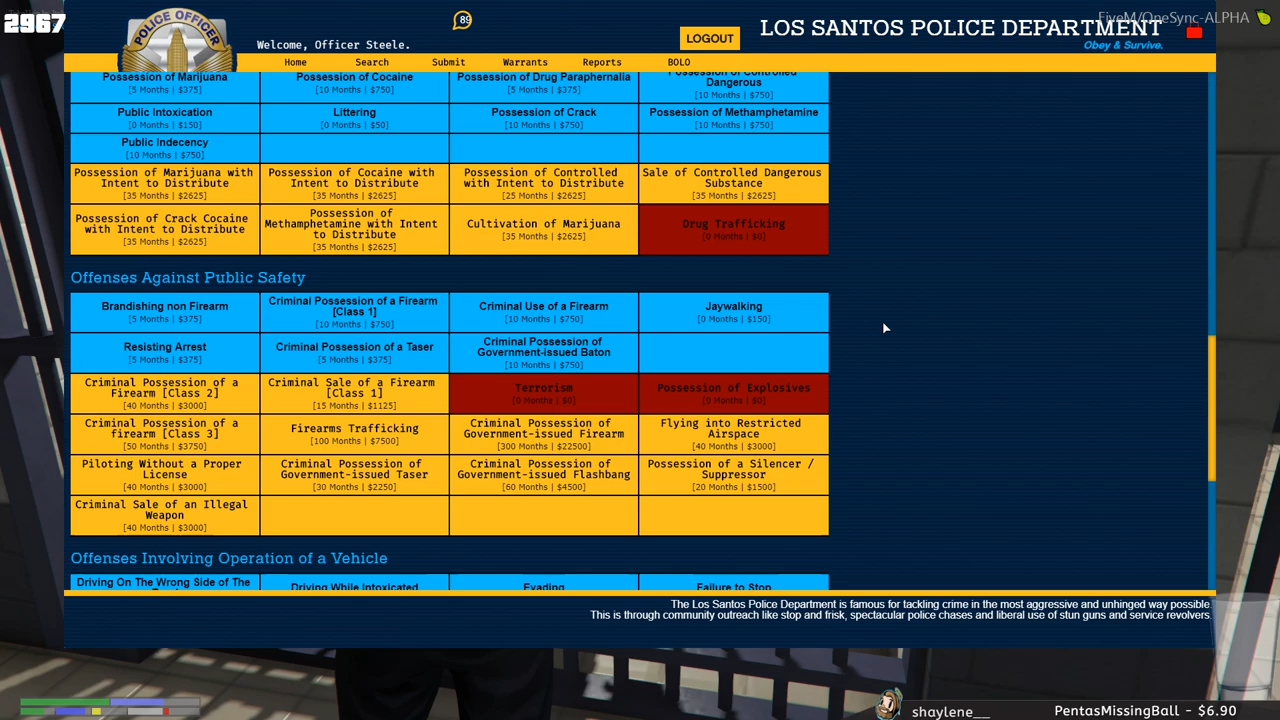 2967
POLICE OFFICER
89
Welcome, Officer Steele.
LOGOUT
LOS SANTOS POLICE DEPARTMENT
FiveM/OneSync-ALPHA
Obey & Survive.
Home Search Submit Warrants Reports BOLO
Possession of Marijuana
[5 Months | $375]
Possession of Cocaine
[10 Months | $750]
Possession of Drug Paraphernalia
[5 Months | $375]
Possession of Controlled
Dangerous
[10 Months | $750]
Public Intoxication
[0 Months | $150]
Littering
[0 Months | $50]
Possession of Crack
[10 Months | $750]
Possession of Methamphetamine
[10 Months | $750]
Public Indecency
[10 Months | $750]
Possession of Marijuana with
Intent to Distribute
[35 Months | $2625]
Possession of Cocaine with
Intent to Distribute
[35 Months | $2625]
Possession of Controlled
with Intent to Distribute
[25 Months | $2625]
Sale of Controlled Dangerous
Substance
[35 Months | $2625]
Possession of Crack Cocaine
with Intent to Distribute
[35 Months | $2625]
Possession of
Methamphetamine with Intent
to Distribute
[35 Months | $2625]
Cultivation of Marijuana
[35 Months | $2625]
Drug Trafficking
[0 Months | $0]
Offenses Against Public Safety
Brandishing non Firearm
[5 Months | $375]
Criminal Possession of a Firearm
[Class 1]
[10 Months | $750]
Criminal Use of a Firearm
[10 Months | $750]
Jaywalking
[0 Months | $150]
Resisting Arrest
[5 Months | $375]
Criminal Possession of a Taser
[5 Months | $375]
Criminal Possession of
Government-issued Baton
[10 Months | $750]
Criminal Possession of a
Firearm [Class 2]
[40 Months | $3000]
Criminal Sale of a Firearm
[Class 1]
[15 Months | $1125]
Terrorism
[0 Months | $0]
Possession of Explosives
[0 Months | $0]
Criminal Possession of a
firearm [Class 3]
[50 Months | $3750]
Firearms Trafficking
[100 Months | $7500]
Criminal Possession of
Government-issued Firearm
[300 Months | $22500]
Flying into Restricted
Airspace
[40 Months | $3000]
Piloting Without a Proper
License
[40 Months | $3000]
Criminal Possession of
Government-issued Taser
[30 Months | $2250]
Criminal Possession of
Government-issued Flashbang
[60 Months | $4500]
Possession of a Silencer /
Suppressor
[20 Months | $1500]
Criminal Sale of an Illegal
Weapon
[40 Months | $3000]
Offenses Involving Operation of a Vehicle
Driving On The Wrong Side of The
Driving While Intoxicated
Evading
Failure to Stop
The Los Santos Police Department is famous for tackling crime in the most aggressive and unhinged way possible.
This is through community outreach like stop and frisk, spectacular police chases and liberal use of stun guns and service revolvers.
shaylene__
PentasMissingBall - $6.90